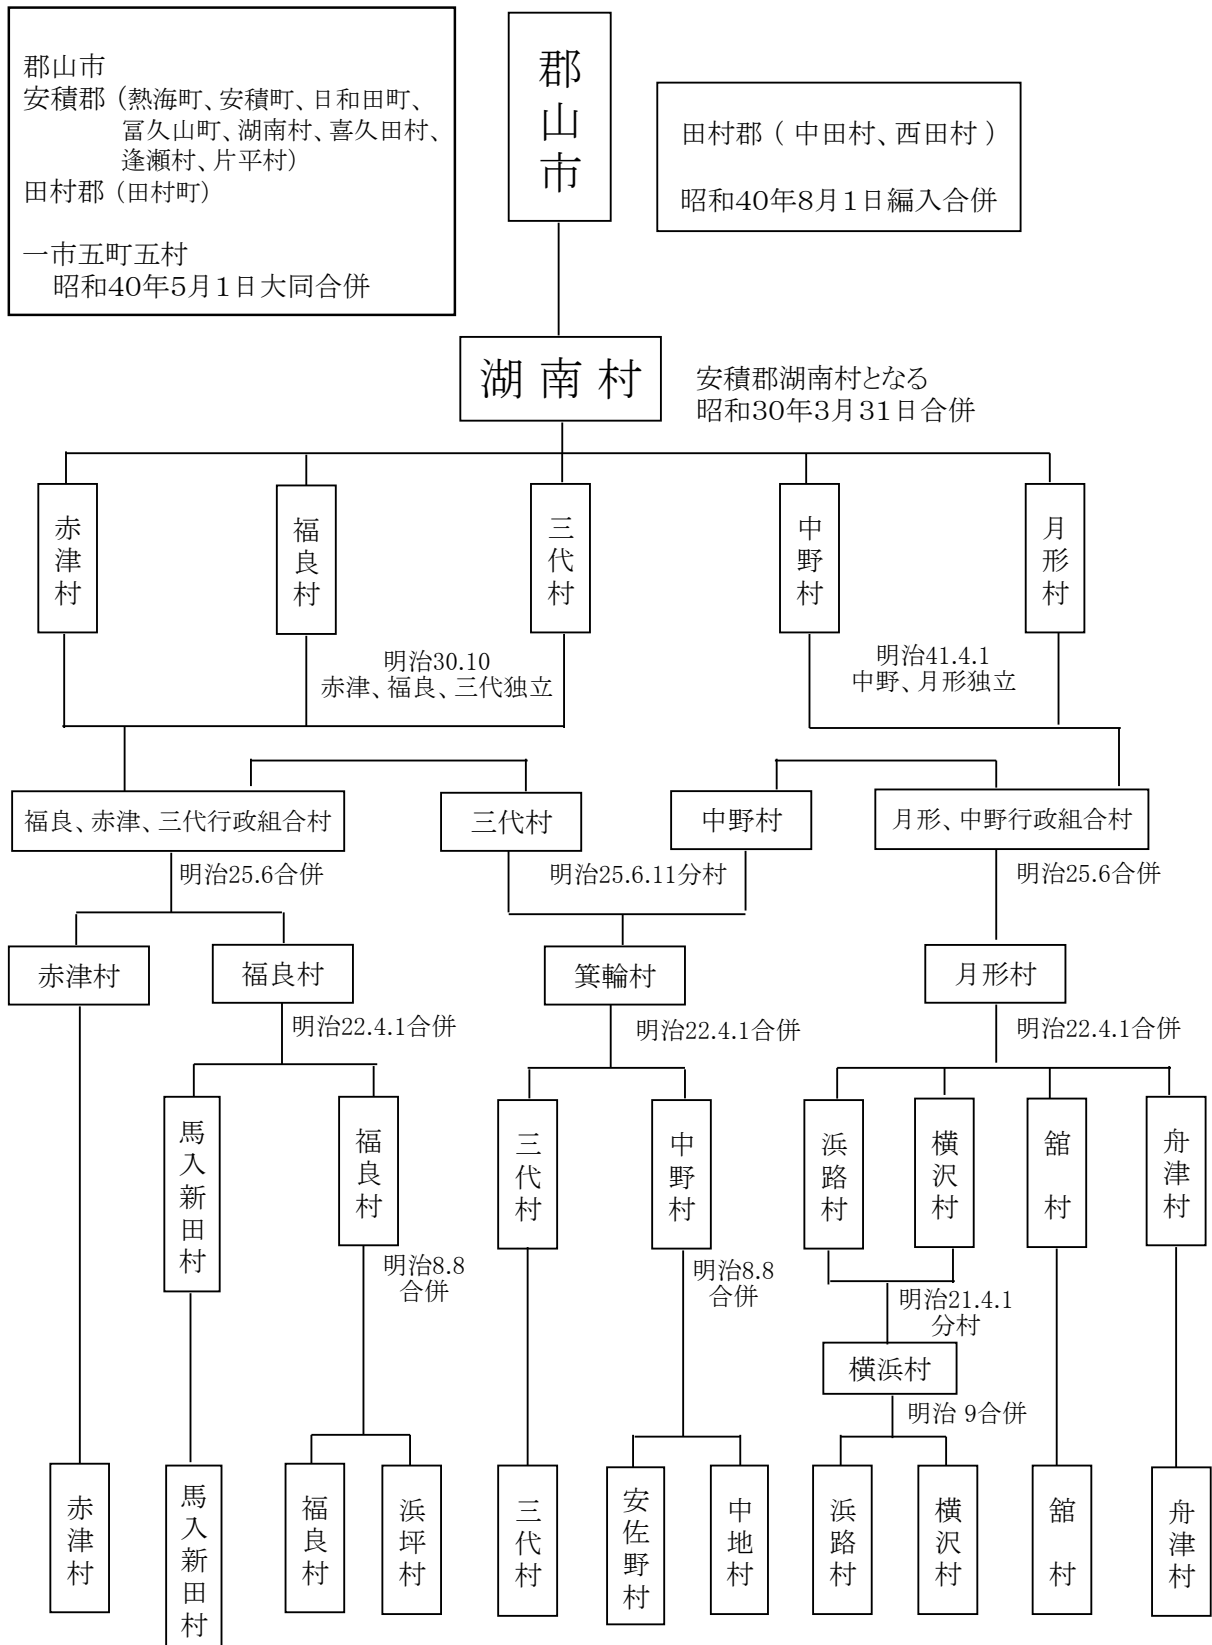 郡山市
安積郡（熱海町、安積町、日和田町、
冨久山町、湖南村、喜久田村、
逢瀬村、片平村）
田村郡（田村町）
一市五町五村
昭和40年5月1日大同合併
郡山市
田村郡（ 中田村、西田村 ）
昭和40年8月1日編入合併
湖南村
安積郡湖南村となる
昭和30年3月31日合併
赤津村
福良村
三代村
中野村
月形村
明治30.10
赤津、福良、三代独立
明治41.4.1
中野、月形独立
福良、赤津、三代行政組合村
三代村
中野村
月形、中野行政組合村
明治25.6合併
明治25.6.11分村
明治25.6合併
赤津村
福良村
箕輪村
月形村
明治22.4.1合併
明治22.4.1合併
明治22.4.1合併
馬入新田村
福良村
三代村
中野村
浜路村
横沢村
舘村
舟津村
明治8.8
合併
明治8.8
合併
明治21.4.1
分村
横浜村
明治 9合併
赤津村
馬入新田村
福良村
浜坪村
三代村
安佐野村
中地村
浜路村
横沢村
舘村
舟津村